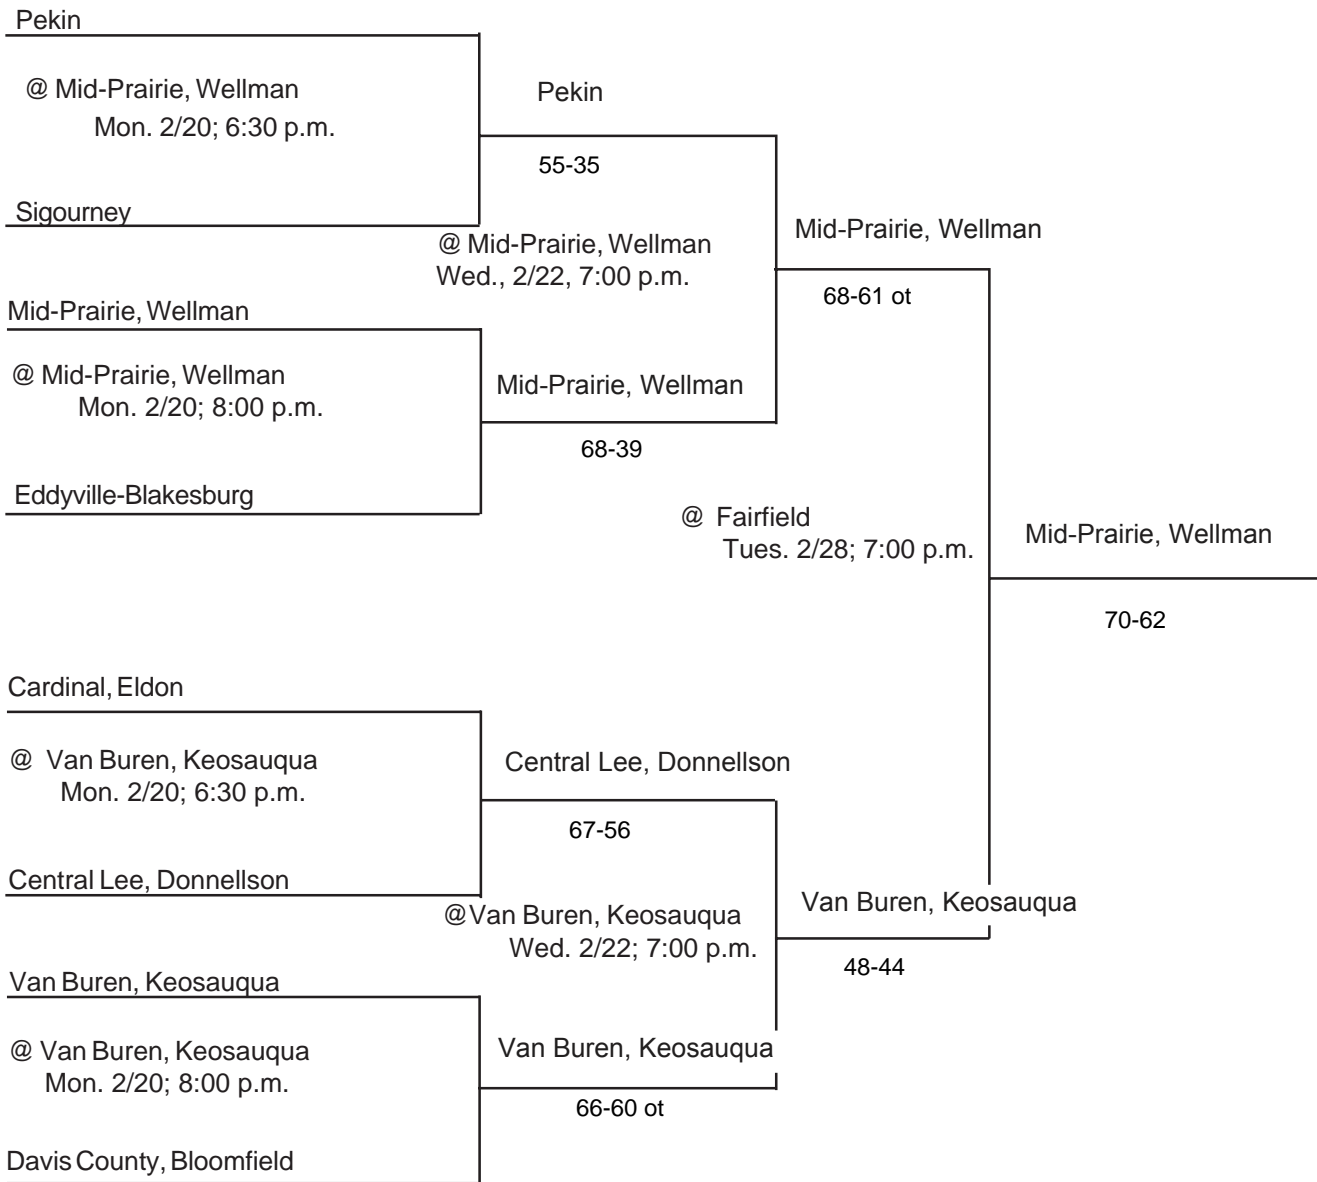 Pekin
@ Mid-Prairie, Wellman
Mon. 2/20; 6:30 p.m.
Pekin
55-35
Sigourney
@ Mid-Prairie, Wellman
Wed., 2/22, 7:00 p.m.
Mid-Prairie, Wellman
68-61 ot
Mid-Prairie, Wellman
@ Mid-Prairie, Wellman
Mon. 2/20; 8:00 p.m.
Mid-Prairie, Wellman
68-39
Eddyville-Blakesburg
@ Fairfield
Tues. 2/28; 7:00 p.m.
Mid-Prairie, Wellman
70-62
Cardinal, Eldon
@ Van Buren, Keosauqua
Mon. 2/20; 6:30 p.m.
Central Lee, Donnellson
67-56
Central Lee, Donnellson
@Van Buren, Keosauqua
Wed. 2/22; 7:00 p.m.
Van Buren, Keosauqua
48-44
Van Buren, Keosauqua
@ Van Buren, Keosauqua
Mon. 2/20; 8:00 p.m.
Van Buren, Keosauqua
66-60 ot
Davis County, Bloomfield